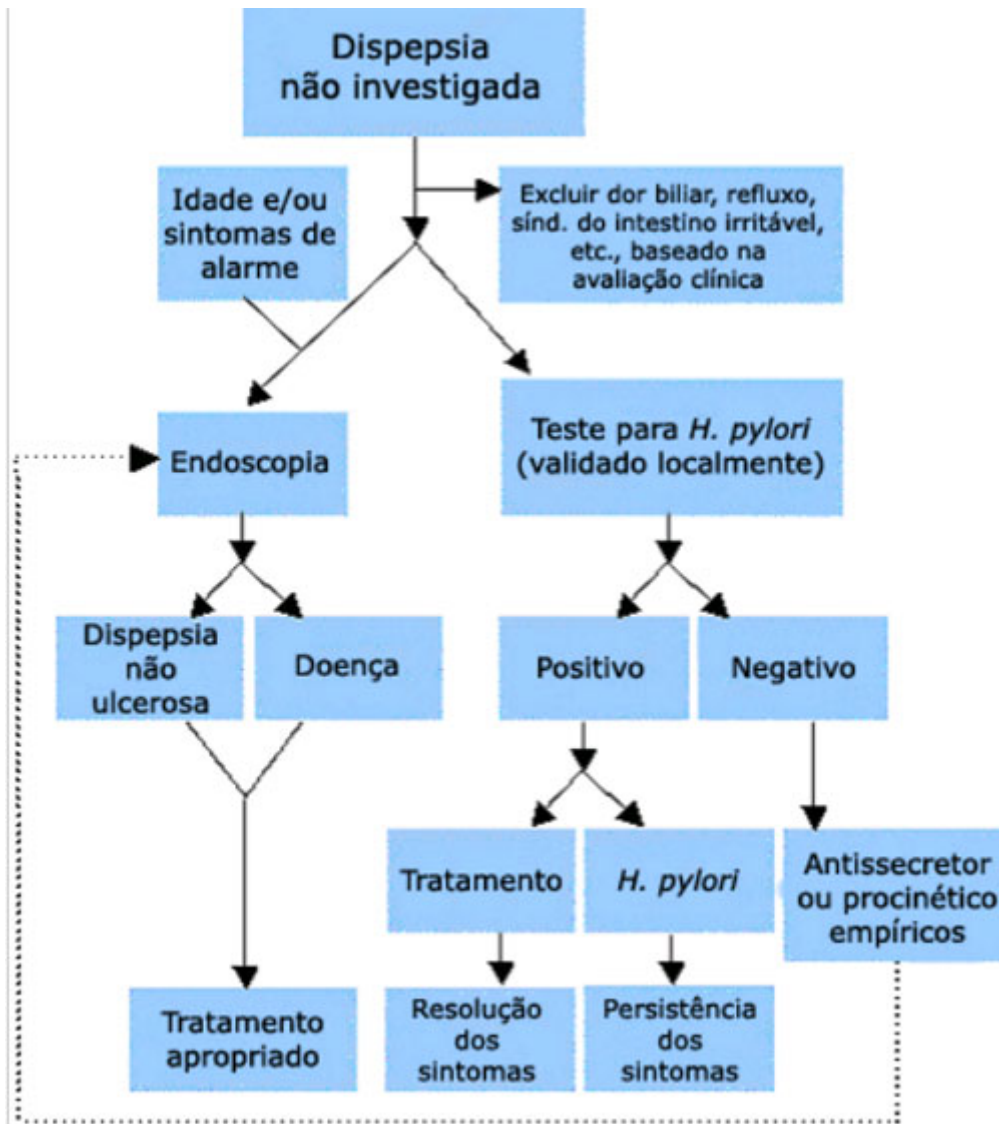 Dispepsia
não investigada
Idade e/ou
sintomas de
alarme
Excluir dor biliar, refluxo,
sínd. do intestino irritável,
etc., baseado na
avaliação clínica
Endoscopia
Teste para H. pylori
(validado localmente)
Dispepsia
não
ulcerosa
Doença
Positivo
Negativo
Tratamento
H. pylori
Antissecretor
ou procinético
empíricos
Tratamento
apropriado
Resolução
dos
sintomas
Persistência
dos
sintomas